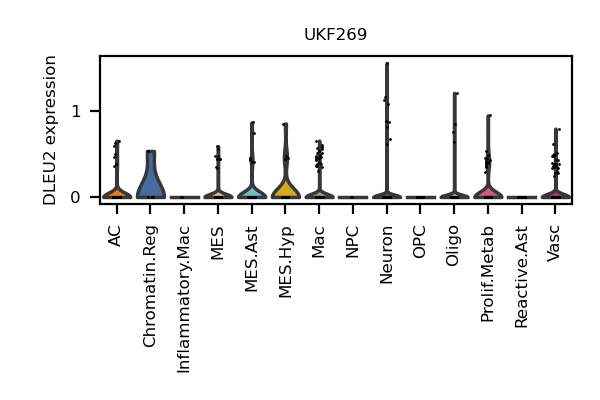 UKF269
DLEU2 expression
1
0
AC
Chromatin.Reg
Inflammatory.Mac
MES
MES.Ast
MES.Hyp
Mac
NPC
Neuron
OPC
Oligo
Prolif.Metab
Reactive.Ast
Vasc